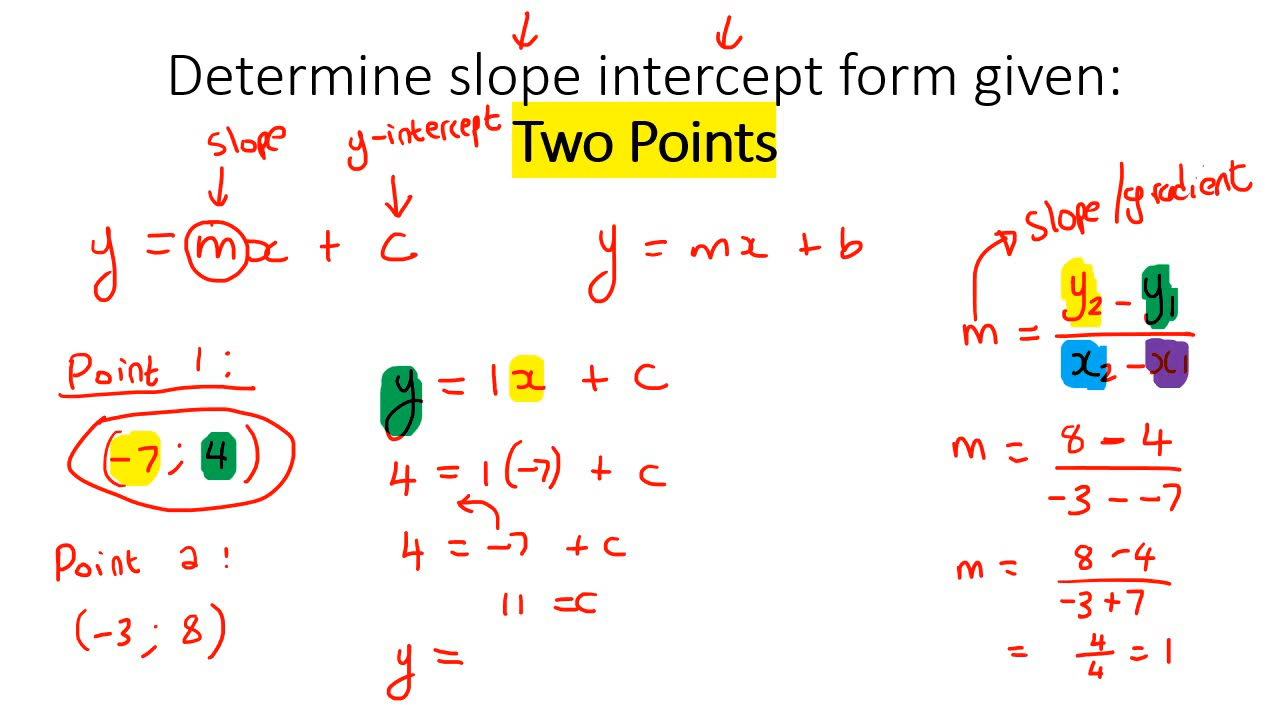 Determine slope intercept form given:
Two Points
slope
y-intercept
y = mx + c
y = mx + b
slope/gradient
m = y₂ - y₁ / x₂ - x₁
Point 1:
(-7; 4)
Point 2:
(-3; 8)
y = 1x + c
4 = 1(-7) + c
4 = -7 + c
11 = c
y =
m = 8 - 4 / -3 - -7
m = 8 - 4 / -3 + 7
= 4/4 = 1